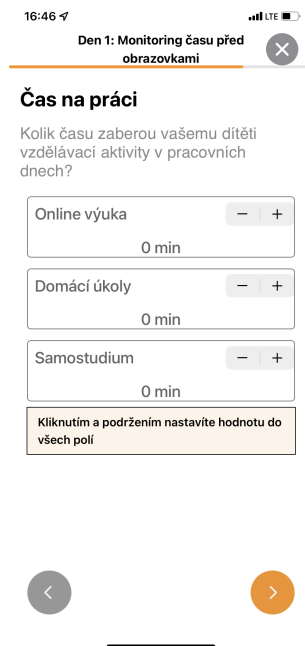 16:46
LTE
Den 1: Monitoring času před
obrazovkami
Čas na práci
Kolik času zaberou vašemu dítěti
vzdělávací aktivity v pracovních
dnech?
Online výuka
0 min
Domácí úkoly
0 min
Samostudium
0 min
Kliknutím a podržením nastavíte hodnotu do
všech polí